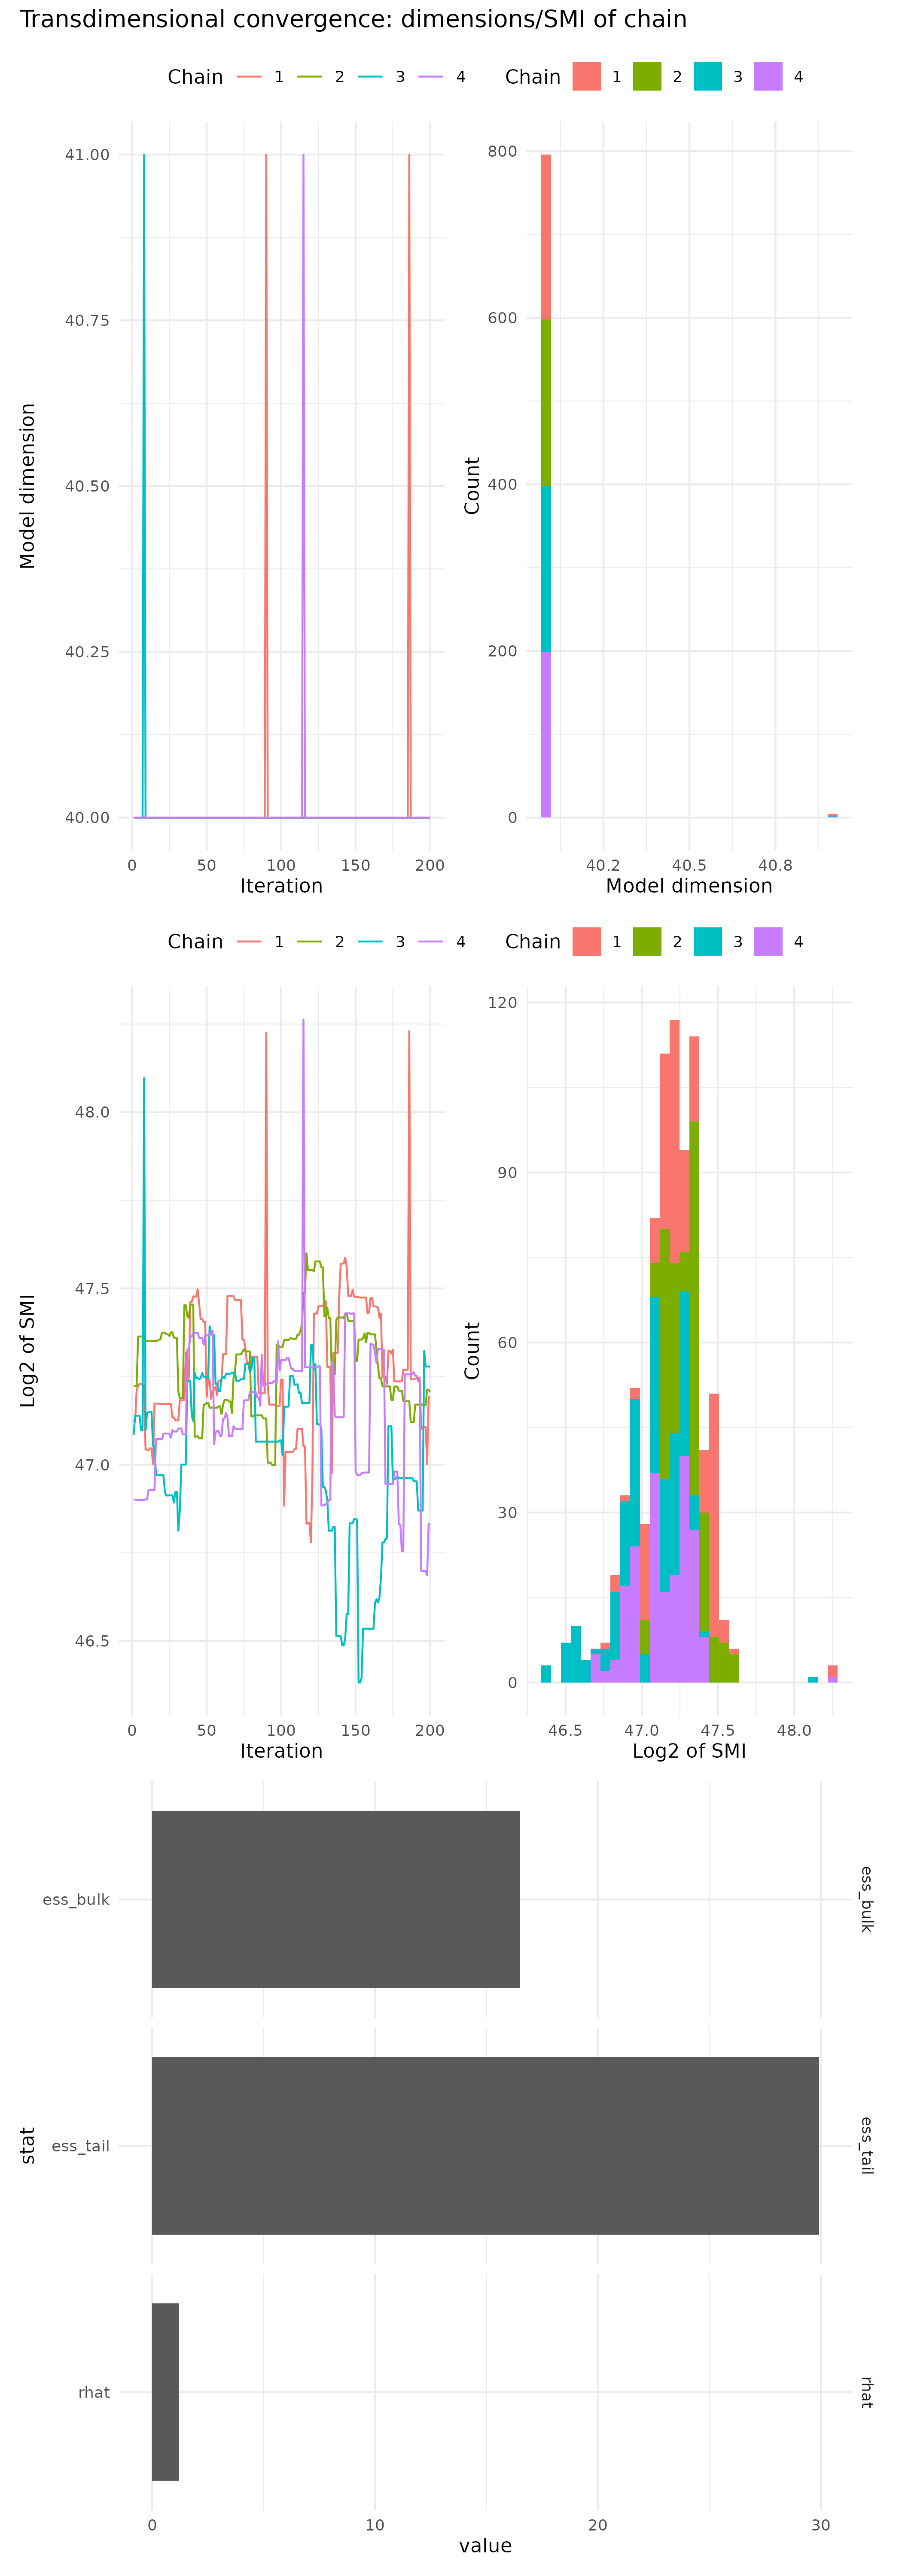 Transdimensional convergence: dimensions/SMI of chain
Chain 1 2 3 4
Chain 1 2 3 4
Model dimension
41.00
40.75
40.50
40.25
40.00
0 50 100 150 200
Iteration
Count
800
600
400
200
0
40.2 40.5 40.8
Model dimension
Chain 1 2 3 4
Chain 1 2 3 4
Log2 of SMI
48.0
47.5
47.0
46.5
0 50 100 150 200
Iteration
Count
120
90
60
30
0
46.5 47.0 47.5 48.0
Log2 of SMI
stat
ess_bulk
ess_bulk
ess_tail
ess_tail
rhat
rhat
0 10 20 30
value